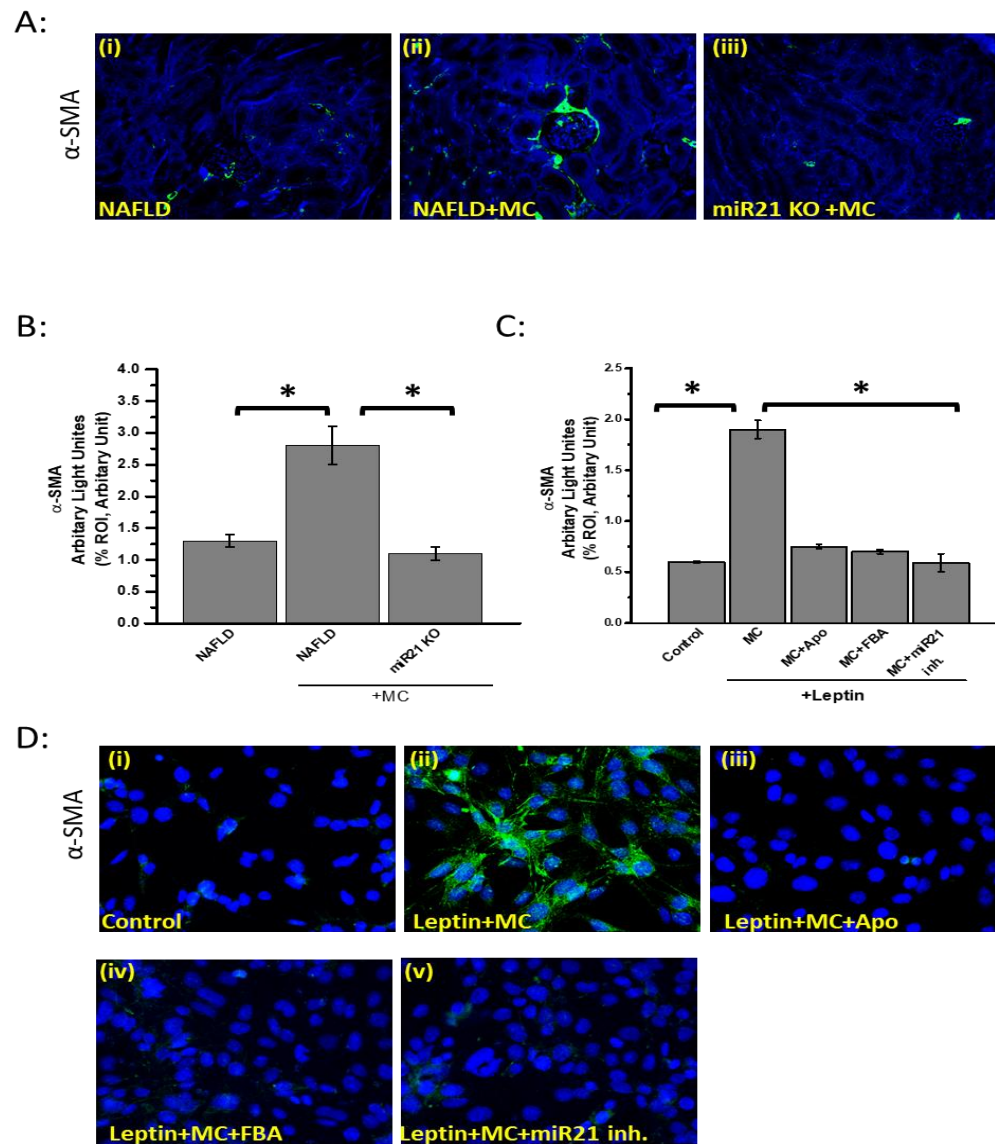 A:
(i)
(ii)
(iii)
α-SMA
NAFLD
NAFLD+MC
miR21 KO +MC
B:
C:
α-SMA
Arbitary Light Unites
(% ROI, Arbitary Unit)
4.0
3.5
3.0
2.5
2.0
1.5
1.0
0.5
0.0
*
*
NAFLD
NAFLD
miR21 KO
+MC
α-SMA
Arbitary Light Unites
(% ROI, Arbitary Unit)
2.5
2.0
1.5
1.0
0.5
0.0
*
*
Control
MC
MC+Apo
MC+FBA
MC+miR21
inh.
+Leptin
D:
α-SMA
(i)
(ii)
(iii)
Control
Leptin+MC
Leptin+MC+Apo
(iv)
(v)
Leptin+MC+FBA
Leptin+MC+miR21 inh.